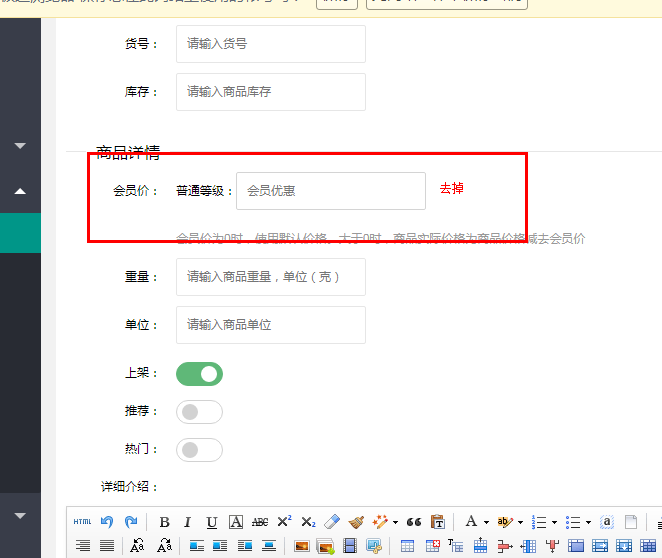 货号：
请输入货号
库存：
请输入商品库存
商品详情
会员价：
普通等级：
会员优惠
去掉
会员价为0时，使用默认价格。大于0时，商品实际价格为商品价格减去会员价
重量：
请输入商品重量，单位（克）
单位：
请输入商品单位
上架：
推荐：
热门：
详细介绍：
HTML